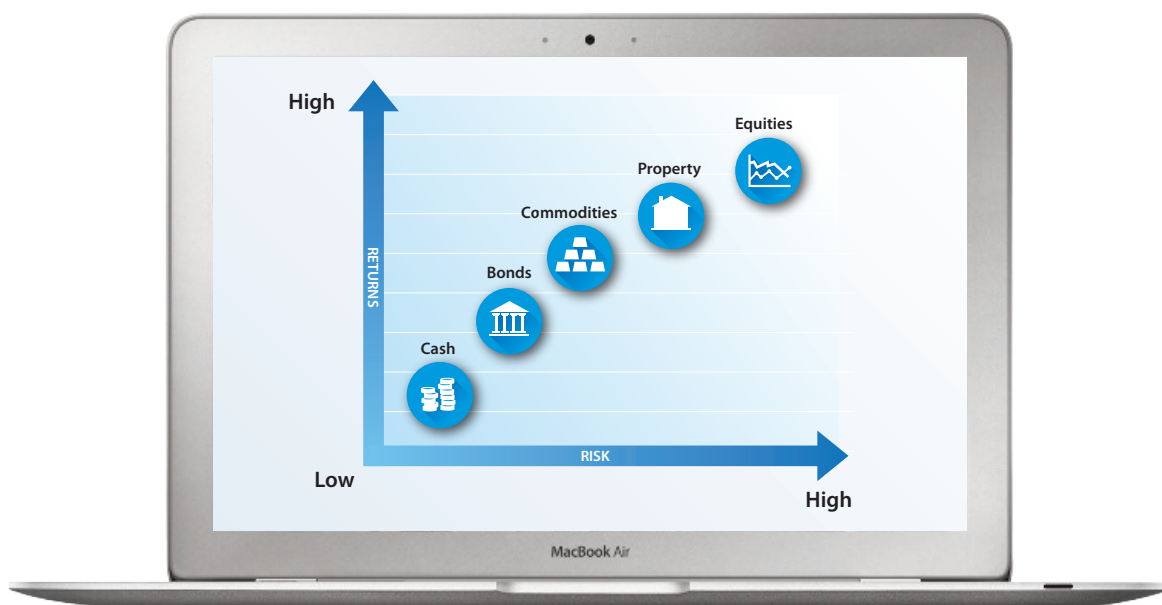 High
Equities
Property
Commodities
Bonds
Cash
RETURNS
RISK
Low
High
MacBook Air